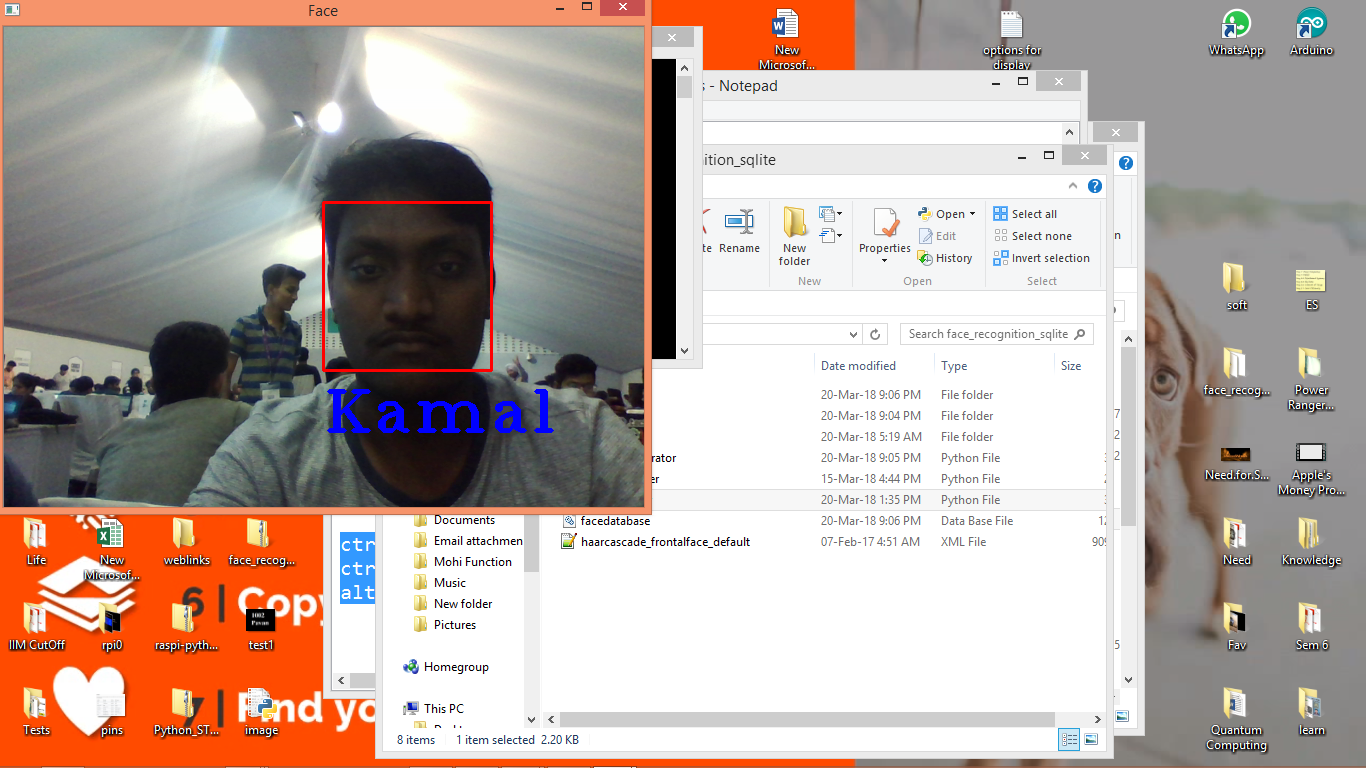 Face
Kamal
New
Microsof...
options for
display
WhatsApp
Arduino
s - Notepad
nition_sqlite
te
Rename
New
folder
New
Properties
Open
Edit
History
Open
Select all
Select none
Invert selection
Select
n
Search face_recognition_sqlite
Date modified
Type
Size
20-Mar-18 9:06 PM
File folder
20-Mar-18 9:04 PM
File folder
20-Mar-18 5:19 AM
File folder
rator
20-Mar-18 9:05 PM
Python File
er
15-Mar-18 4:44 PM
Python File
20-Mar-18 1:35 PM
Python File
facedatabase
20-Mar-18 9:06 PM
Data Base File
12
haarcascade_frontalface_default
07-Feb-17 4:51 AM
XML File
909
7
2
5
Documents
Email attachmen
Mohi Function
Music
New folder
Pictures
Homegroup
This PC
8 items
1 item selected
2.20 KB
ctr
ctr
alt
6 | Copy
7 | Find yo
Life
New
Microsof...
weblinks
face_recog...
IIM CutOff
rpi0
raspi-pyth...
1002
Pavan
test1
Tests
pins
Python_ST...
image
soft
ES
face_recog...
Power
Ranger...
Need.for.S...
Apple's
Money Pro...
Need
Knowledge
Fav
Sem 6
Quantum
Computing
learn